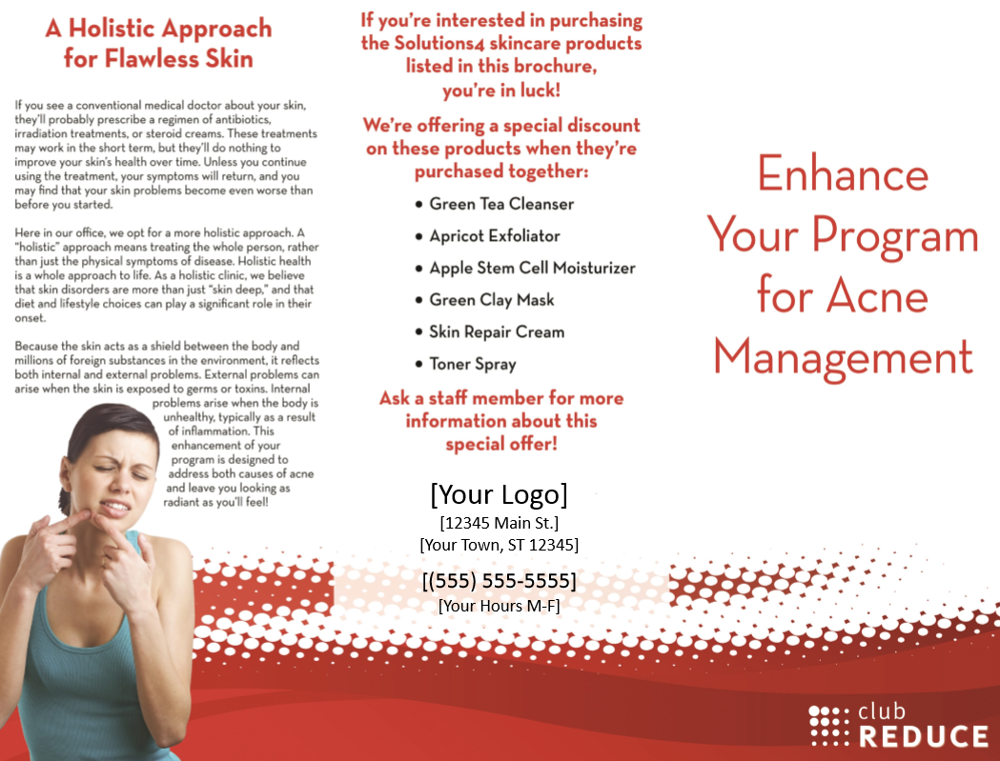 A Holistic Approach
for Flawless Skin
If you see a conventional medical doctor about your skin,
they'll probably prescribe a regimen of antibiotics,
irradiation treatments, or steroid creams. These treatments
may work in the short term, but they'll do nothing to
improve your skin's health over time. Unless you continue
using the treatment, your symptoms will return, and you
may find that your skin problems become even worse than
before you started.
Here in our office, we opt for a more holistic approach. A
“holistic” approach means treating the whole person, rather
than just the physical symptoms of disease. Holistic health
is a whole approach to life. As a holistic clinic, we believe
that skin disorders are more than just “skin deep,” and that
diet and lifestyle choices can play a significant role in their
onset.
Because the skin acts as a shield between the body and
millions of foreign substances in the environment, it reflects
both internal and external problems. External problems can
arise when the skin is exposed to germs or toxins. Internal
problems arise when the body is
unhealthy, typically as a result
of inflammation. This
enhancement of your
program is designed to
address both causes of acne
and leave you looking as
radiant as you'll feel!
If you're interested in purchasing
the Solutions4 skincare products
listed in this brochure,
you're in luck!
We're offering a special discount
on these products when they're
purchased together:
• Green Tea Cleanser
• Apricot Exfoliator
• Apple Stem Cell Moisturizer
• Green Clay Mask
• Skin Repair Cream
• Toner Spray
Ask a staff member for more
information about this
special offer!
[Your Logo]
[12345 Main St.]
[Your Town, ST 12345]
[(555) 555-5555]
[Your Hours M-F]
Enhance
Your Program
for Acne
Management
club
REDUCE